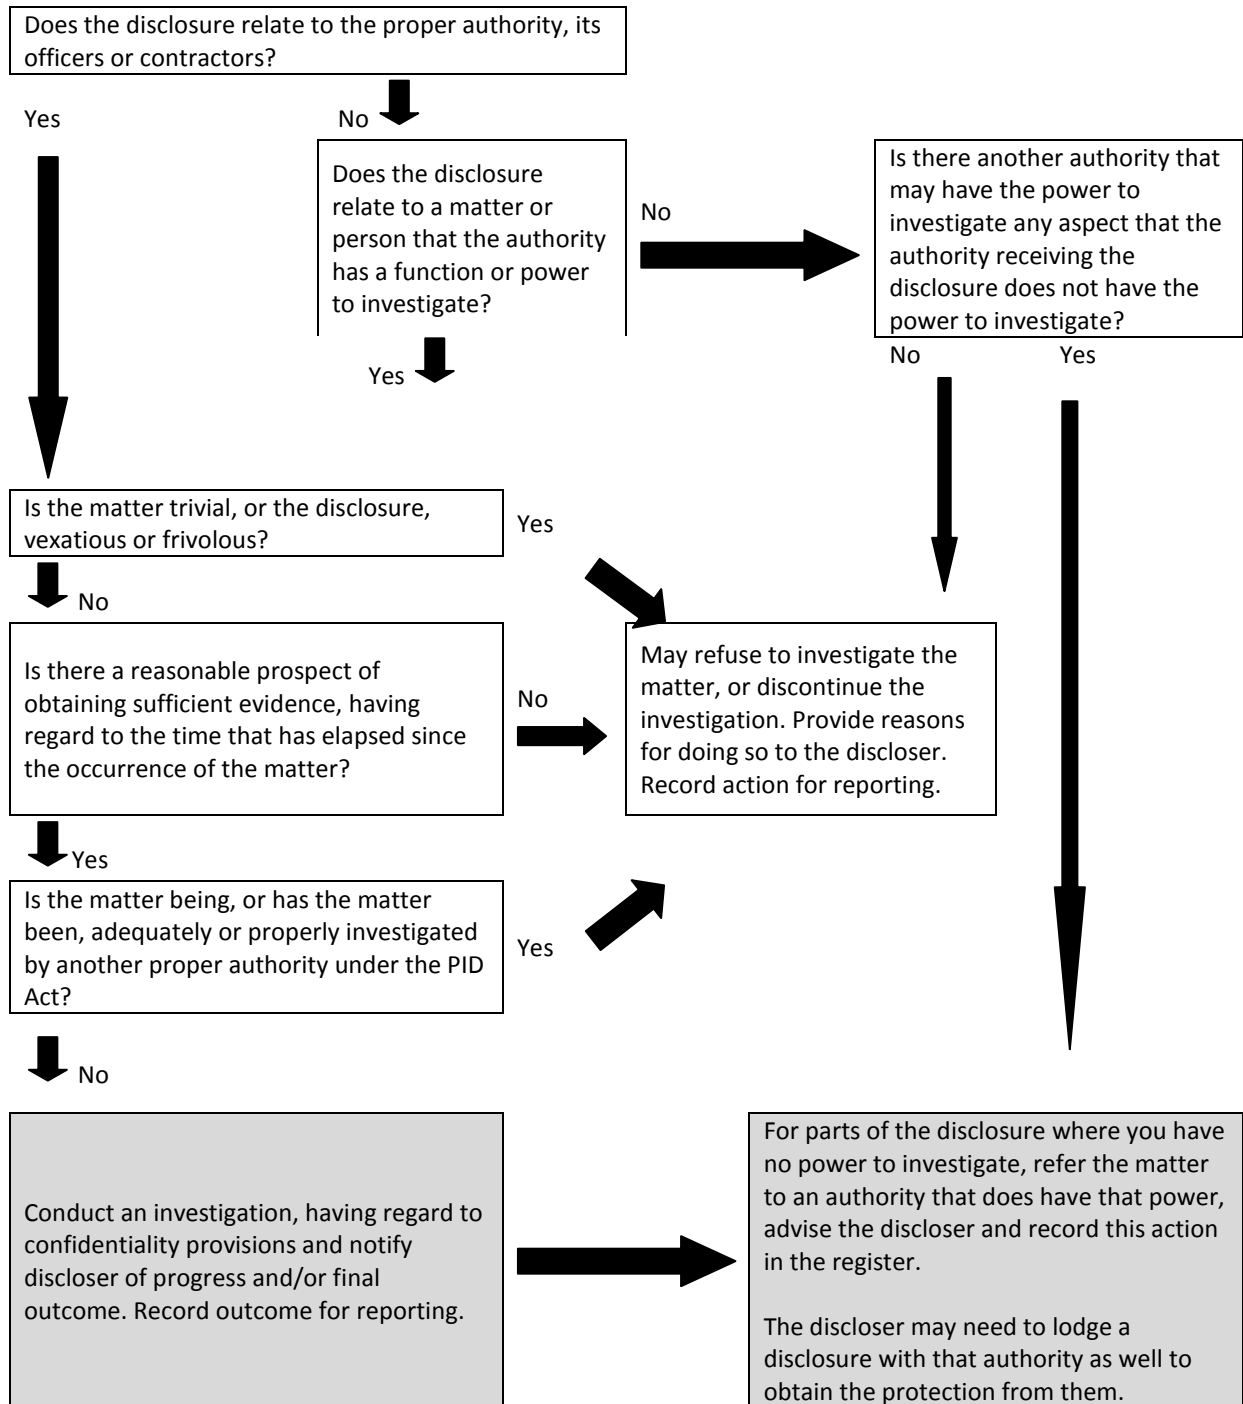 Does the disclosure relate to the proper authority, its
officers or contractors?
Yes
No
Does the disclosure
relate to a matter or
person that the authority
has a function or power
to investigate?
No
Is there another authority that
may have the power to
investigate any aspect that the
authority receiving the
disclosure does not have the
power to investigate?
Yes
No
Yes
Is the matter trivial, or the disclosure,
vexatious or frivolous?
Yes
No
Is there a reasonable prospect of
obtaining sufficient evidence, having
regard to the time that has elapsed since
the occurrence of the matter?
No
May refuse to investigate the
matter, or discontinue the
investigation. Provide reasons
for doing so to the discloser.
Record action for reporting.
Yes
Is the matter being, or has the matter
been, adequately or properly investigated
by another proper authority under the PID
Act?
Yes
No
Conduct an investigation, having regard to
confidentiality provisions and notify
discloser of progress and/or final
outcome. Record outcome for reporting.
For parts of the disclosure where you have
no power to investigate, refer the matter
to an authority that does have that power,
advise the discloser and record this action
in the register.
The discloser may need to lodge a
disclosure with that authority as well to
obtain the protection from them.